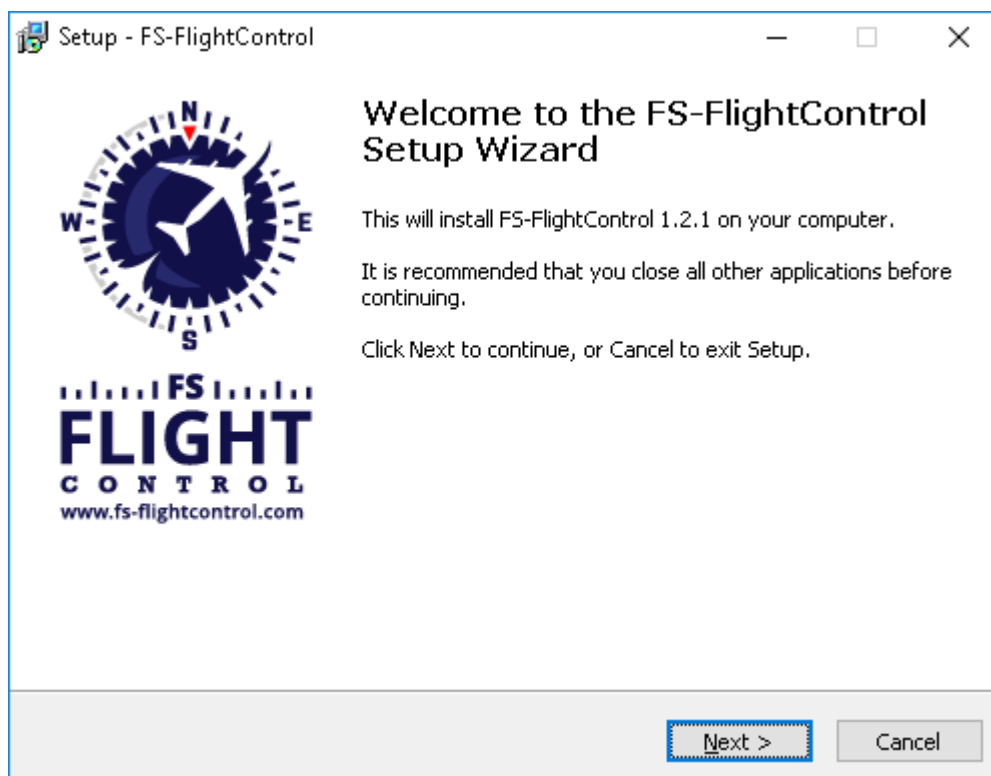 Setup - FS-FlightControl
N
W
E
S
FS
FLIGHT
CONTROL
www.fs-flightcontrol.com
Welcome to the FS-FlightControl
Setup Wizard
This will install FS-FlightControl 1.2.1 on your computer.
It is recommended that you close all other applications before
continuing.
Click Next to continue, or Cancel to exit Setup.
Next >
Cancel